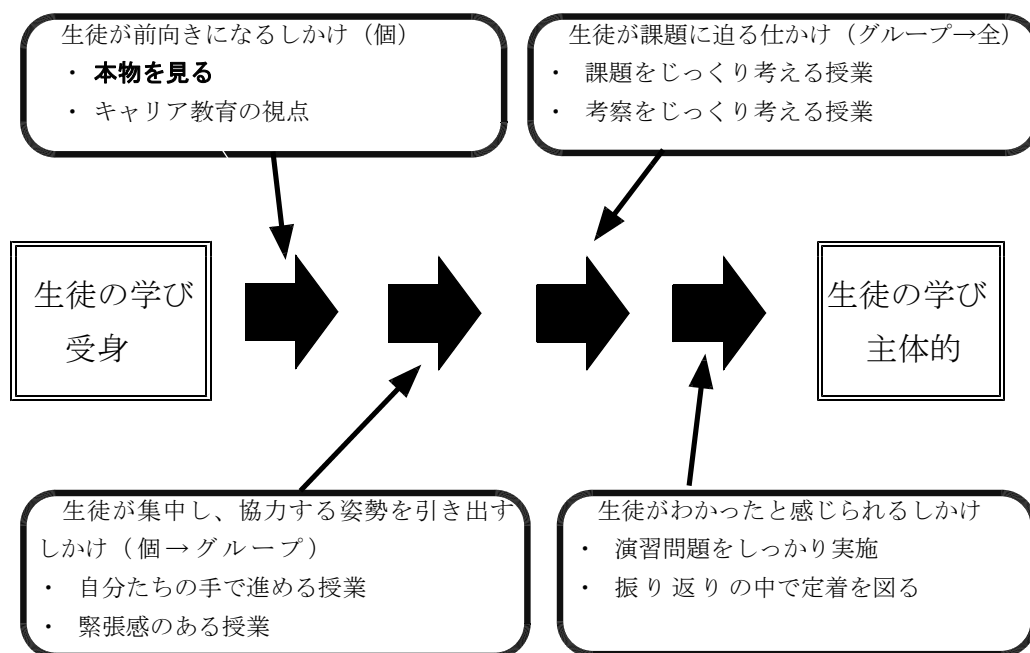 生徒が前向きになるしかけ（個）
・ 本物を見る
・ キャリア教育の視点
生徒が課題に迫る仕かけ（グループ→全）
・ 課題をじっくり考える授業
・ 考察をじっくり考える授業
生徒の学び
受身
生徒の学び
主体的
生徒が集中し、協力する姿勢を引き出す
しかけ（個→グループ）
・ 自分たちの手で進める授業
・ 緊張感のある授業
生徒がわかったと感じられるしかけ
・ 演習問題をしっかり実施
・ 振り返りの中で定着を図る